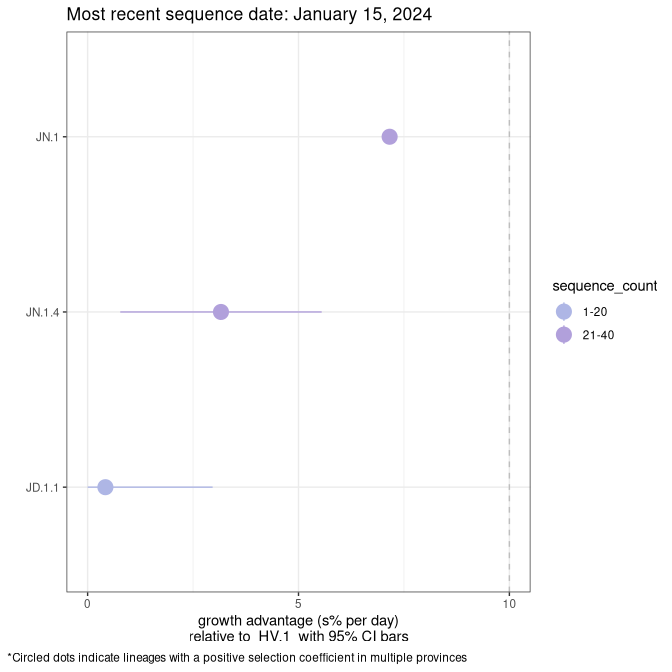 Most recent sequence date: January 15, 2024
JN.1
JN.1.4
JD.1.1
0
5
10
growth advantage (s% per day)
relative to  HV.1  with 95% CI bars
sequence_count
1-20
21-40
*Circled dots indicate lineages with a positive selection coefficient in multiple provinces